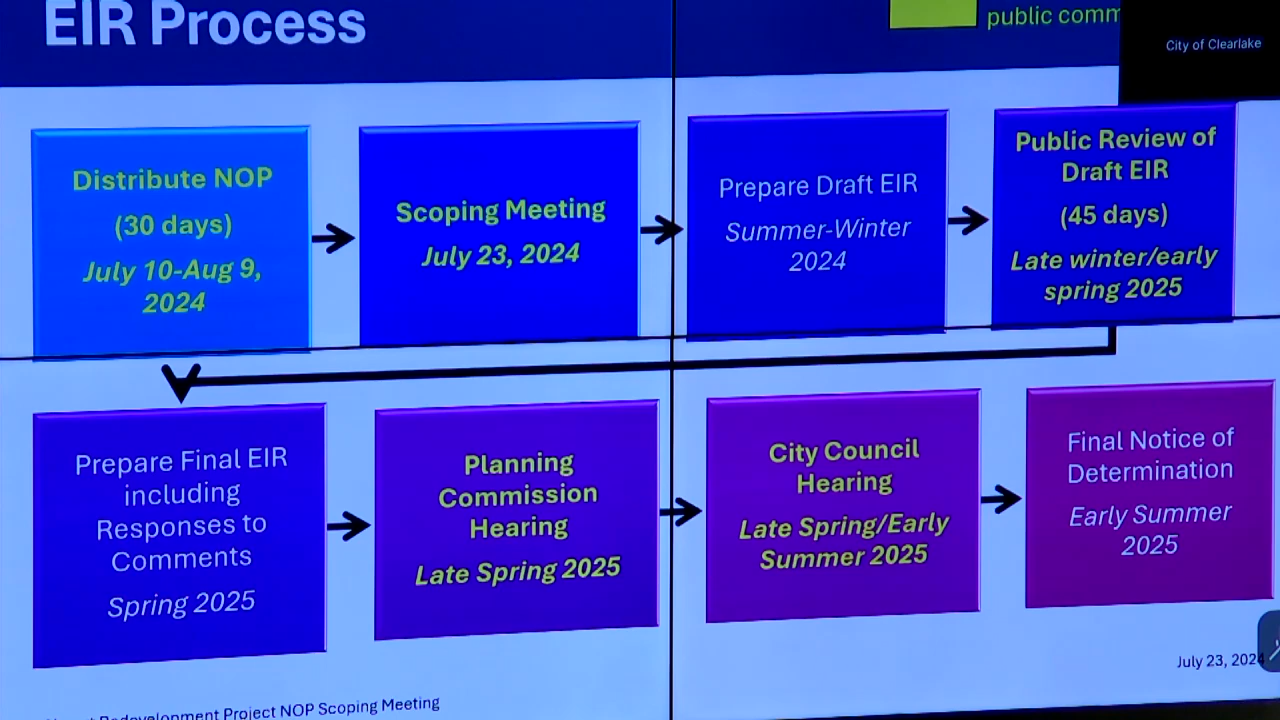 EIR Process
public comm
City of Clearlake
Distribute NOP
(30 days)
July 10-Aug 9,
2024
Scoping Meeting
July 23, 2024
Prepare Draft EIR
Summer-Winter
2024
Public Review of
Draft EIR
(45 days)
Late winter/early
spring 2025
Prepare Final EIR
including
Responses to
Comments
Spring 2025
Planning
Commission
Hearing
Late Spring 2025
City Council
Hearing
Late Spring/Early
Summer 2025
Final Notice of
Determination
Early Summer
2025
July 23, 2024
Redevelopment Project NOP Scoping Meeting